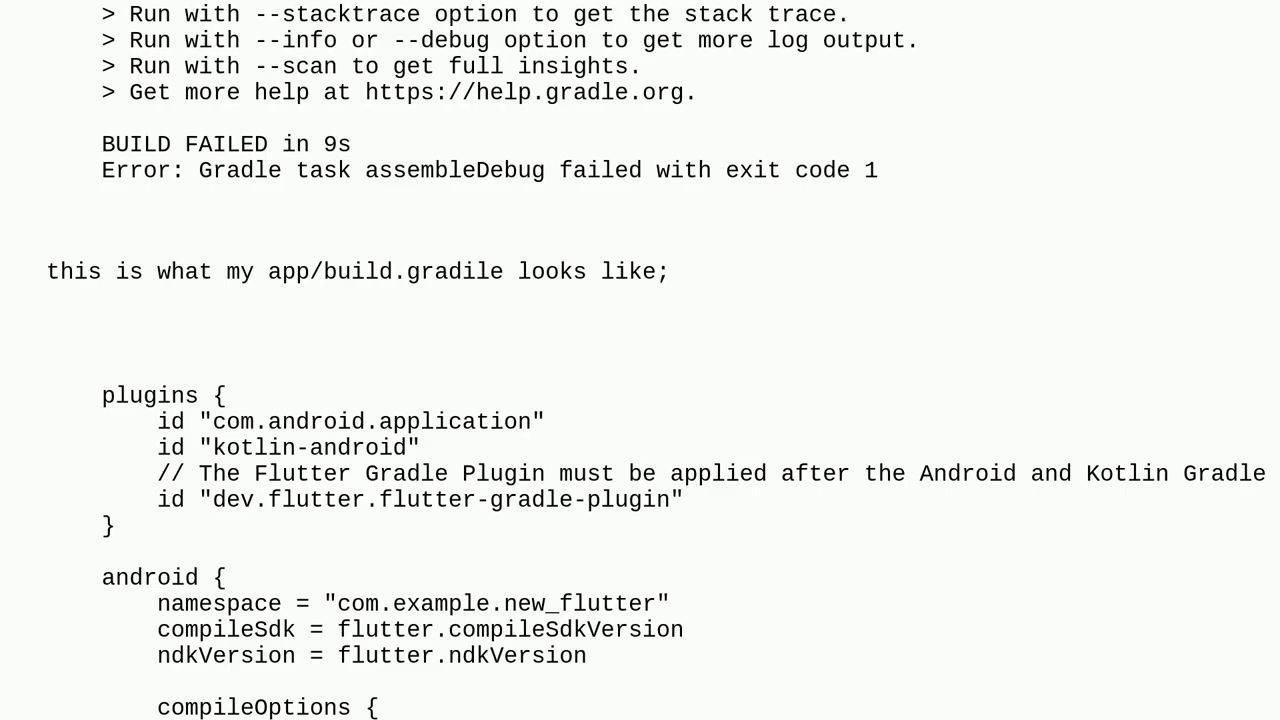 > Run with --stacktrace option to get the stack trace.
> Run with --info or --debug option to get more log output.
> Run with --scan to get full insights.
> Get more help at https://help.gradle.org.
BUILD FAILED in 9s
Error: Gradle task assembleDebug failed with exit code 1
this is what my app/build.gradile looks like;
plugins {
id "com.android.application"
id "kotlin-android"
// The Flutter Gradle Plugin must be applied after the Android and Kotlin Gradle
id "dev.flutter.flutter-gradle-plugin"
}
android {
namespace = "com.example.new_flutter"
compileSdk = flutter.compileSdkVersion
ndkVersion = flutter.ndkVersion
compileOptions {